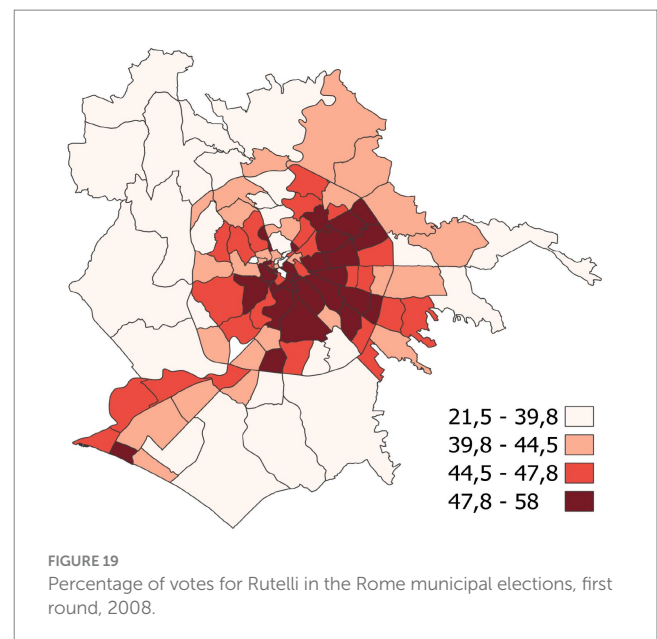 21,5 - 39,8
39,8 - 44,5
44,5 - 47,8
47,8 - 58
FIGURE 19
Percentage of votes for Rutelli in the Rome municipal elections, first
round, 2008.